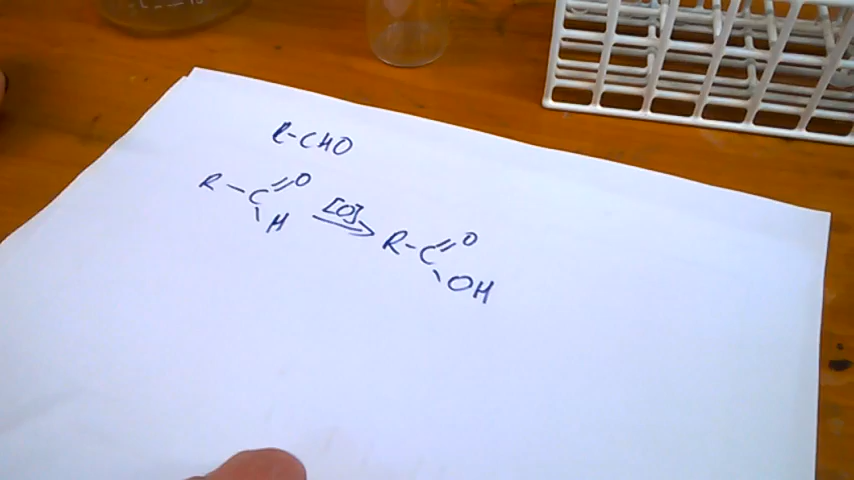 R-CHO
R-C=O
H
[O]
R-C=O
OH